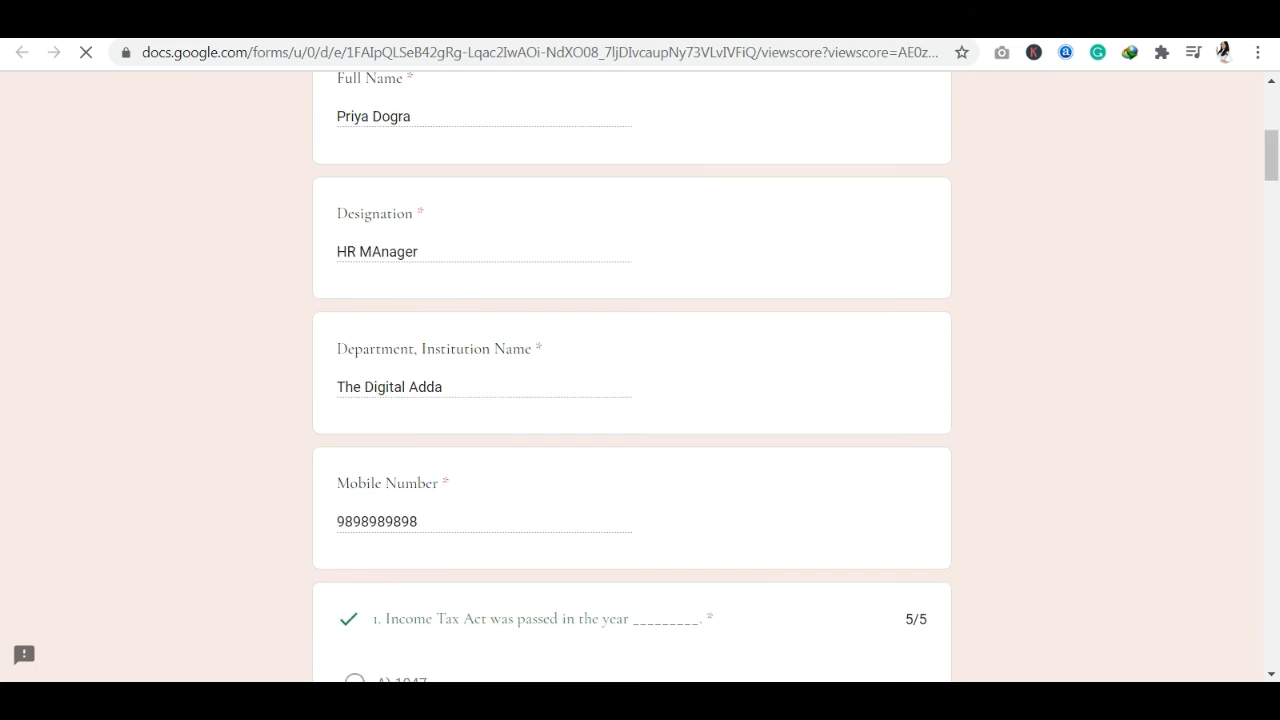 docs.google.com/forms/u/0/d/e/1FAIpQLSeB42gRg-Lqac2IwAOi-NdXO08_7ljDIvcaupNy73VLvIVFiQ/viewscore?viewscore=AE0z...
Full Name *
Priya Dogra
Designation *
HR MAnager
Department, Institution Name *
The Digital Adda
Mobile Number *
9898989898
1. Income Tax Act was passed in the year _________. *
5/5
A) 1947